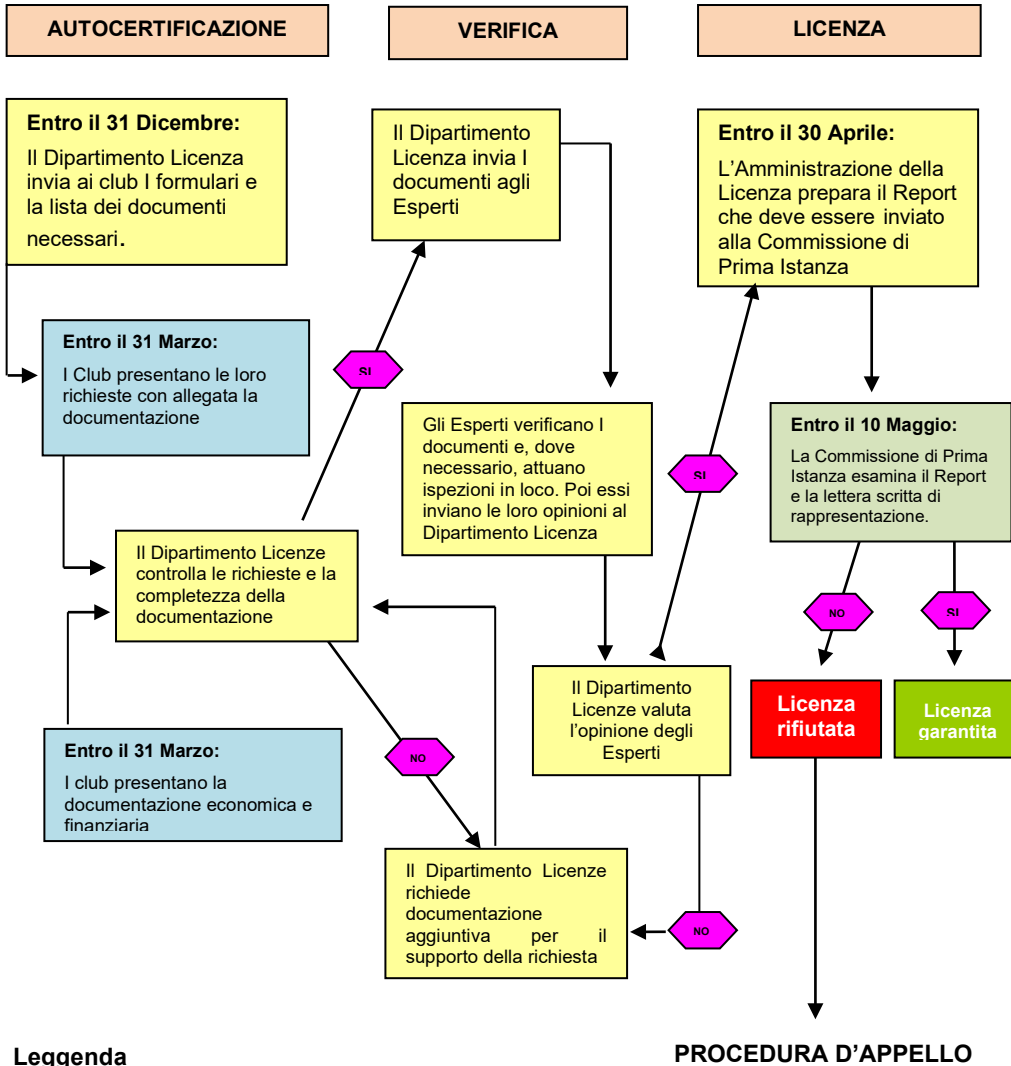 AUTOCERTIFICAZIONE
VERIFICA
LICENZA
Entro il 31 Dicembre:
Il Dipartimento Licenza
invia ai club I formulari e
la lista dei documenti
necessari.
Il Dipartimento
Licenza invia I
documenti agli
Esperti
Entro il 30 Aprile:
L'Amministrazione della
Licenza prepara il Report
che deve essere inviato
alla Commissione di
Prima Istanza
Entro il 31 Marzo:
I Club presentano le loro
richieste con allegata la
documentazione
SI
Gli Esperti verificano I
documenti e, dove
necessario, attuano
ispezioni in loco. Poi essi
inviano le loro opinioni al
Dipartimento Licenza
SI
Entro il 10 Maggio:
La Commissione di Prima
Istanza esamina il Report
e la lettera scritta di
rappresentazione.
Il Dipartimento Licenze
controlla le richieste e la
completezza della
documentazione
NO
SI
Il Dipartimento
Licenze valuta
l'opinione degli
Esperti
Licenza
rifiutata
Licenza
garantita
Entro il 31 Marzo:
I club presentano la
documentazione economica e
finanziaria
NO
Il Dipartimento Licenze
richiede
documentazione
aggiuntiva per il
supporto della richiesta
NO
Leggenda
PROCEDURA D'APPELLO